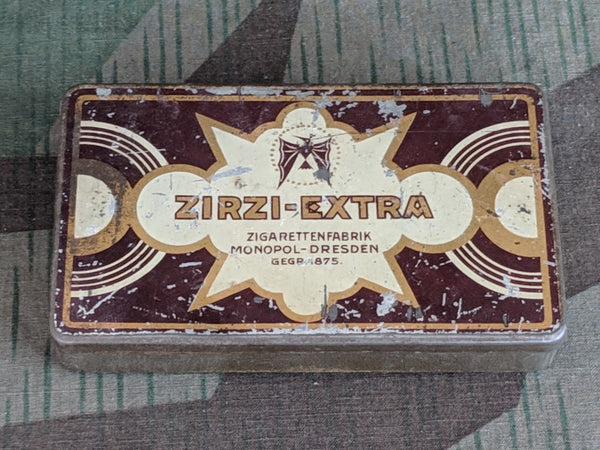 ZIRZI-EXTRA
ZIGARETTENFABRIK
MONOPOL-DRESDEN
GEGR. 1875.